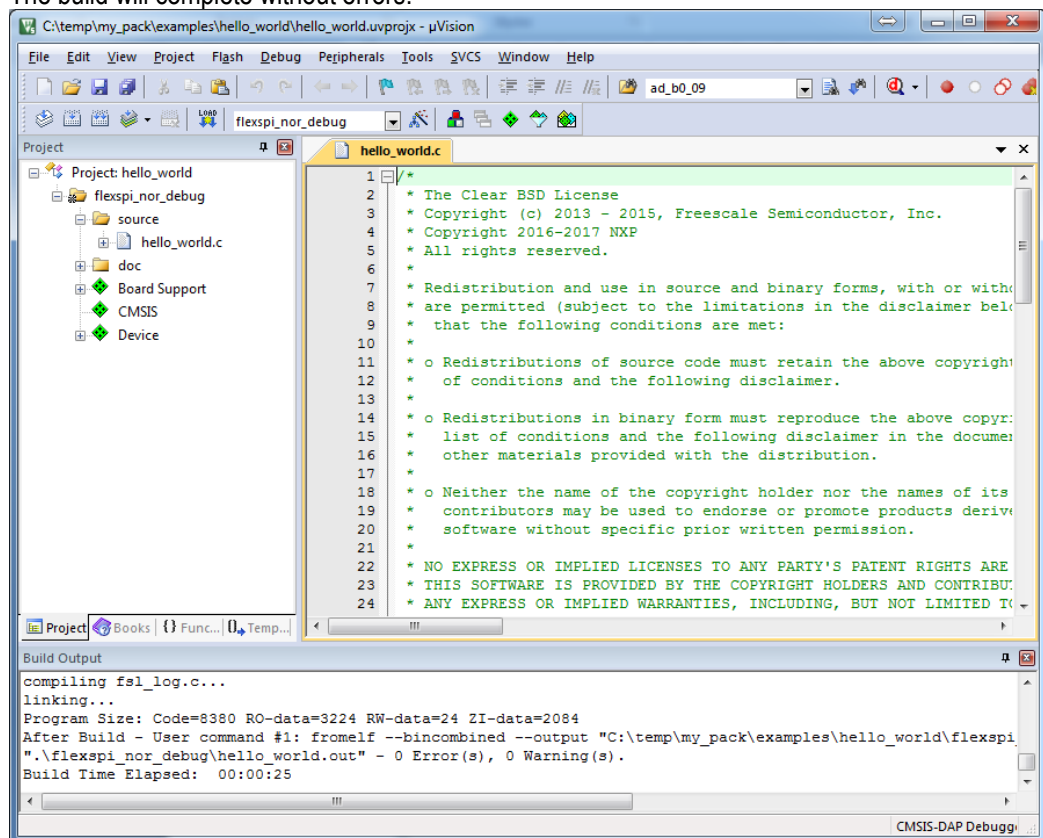 The build will complete without errors.
C:\temp\my_pack\examples\hello_world\hello_world.uvprojx - µVision
File Edit View Project Flash Debug Peripherals Tools SVCS Window Help
ad_b0_09
LOAD flexspi_nor_debug
Project
hello_world.c
Project: hello_world
flexspi_nor_debug
source
hello_world.c
doc
Board Support
CMSIS
Device
1 /*
2 * The Clear BSD License
3 * Copyright (c) 2013 - 2015, Freescale Semiconductor, Inc.
4 * Copyright 2016-2017 NXP
5 * All rights reserved.
6 *
7 * Redistribution and use in source and binary forms, with or
8 * are permitted (subject to the limitations in the disclaimer
9 * that the following conditions are met:
10 *
11 * o Redistributions of source code must retain the above copyright
12 * of conditions and the following disclaimer.
13 *
14 * o Redistributions in binary form must reproduce the above
15 * list of conditions and the following disclaimer in the
16 * other materials provided with the distribution.
17 *
18 * o Neither the name of the copyright holder nor the names of its
19 * contributors may be used to endorse or promote products
20 * software without specific prior written permission.
21 *
22 * NO EXPRESS OR IMPLIED LICENSES TO ANY PARTY'S PATENT RIGHTS ARE
23 * THIS SOFTWARE IS PROVIDED BY THE COPYRIGHT HOLDERS AND
24 * ANY EXPRESS OR IMPLIED WARRANTIES, INCLUDING, BUT NOT LIMITED
Project Books {} Func... 0 Temp...
Build Output
compiling fsl_log.c...
linking...
Program Size: Code=8380 RO-data=3224 RW-data=24 ZI-data=2084
After Build - User command #1: fromelf --bincombined --output "C:\temp\my_pack\examples\hello_world\flexspi_
".\flexspi_nor_debug\hello_world.out" - 0 Error(s), 0 Warning(s).
Build Time Elapsed: 00:00:25
CMSIS-DAP